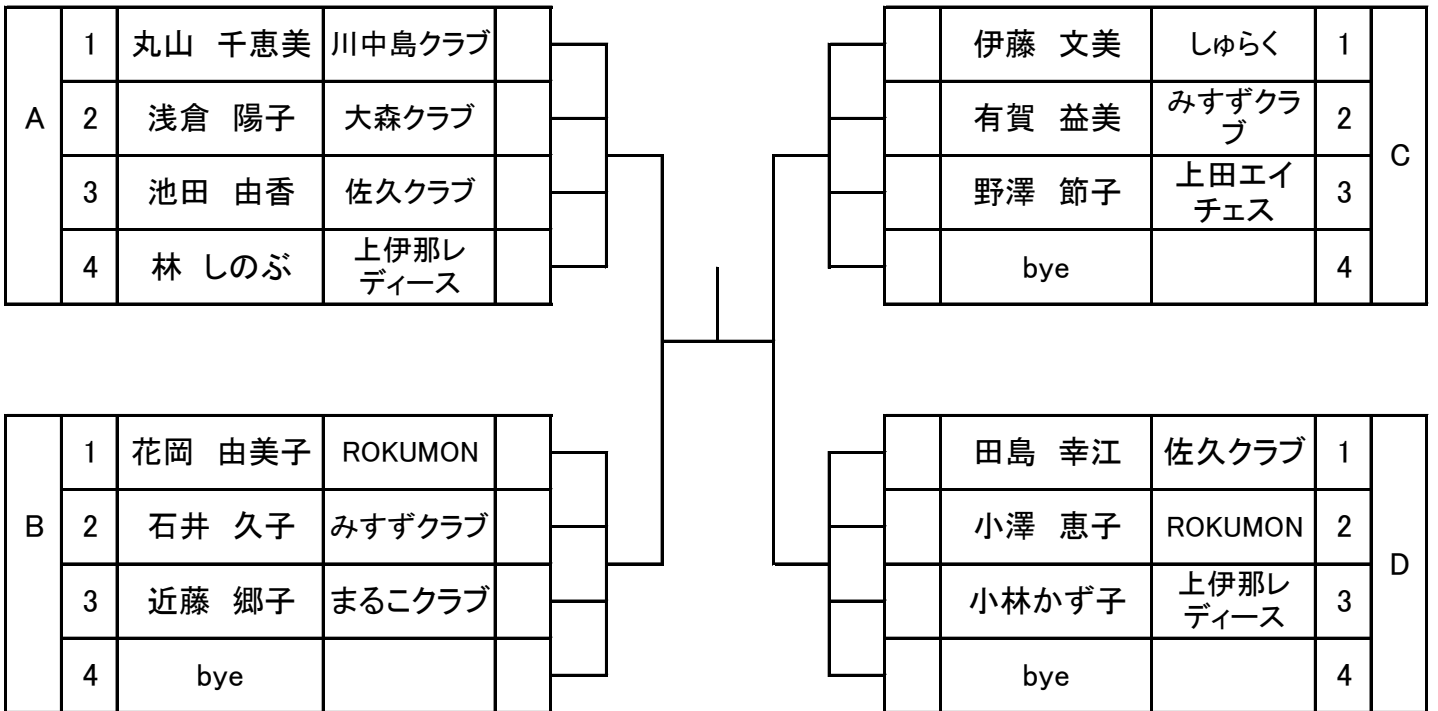 A
1 丸山 千恵美 川中島クラブ
2 浅倉 陽子 大森クラブ
3 池田 由香 佐久クラブ
4 林 しのぶ 上伊那レ
ディース
伊藤 文美 しゅらく 1
有賀 益美 みすずクラ
ブ 2
野澤 節子 上田エイ
チェス 3
bye 4
C
B
1 花岡 由美子 ROKUMON
2 石井 久子 みすずクラブ
3 近藤 郷子 まるこクラブ
4 bye
田島 幸江 佐久クラブ 1
小澤 恵子 ROKUMON 2
小林かず子 上伊那レ
ディース 3
bye 4
D